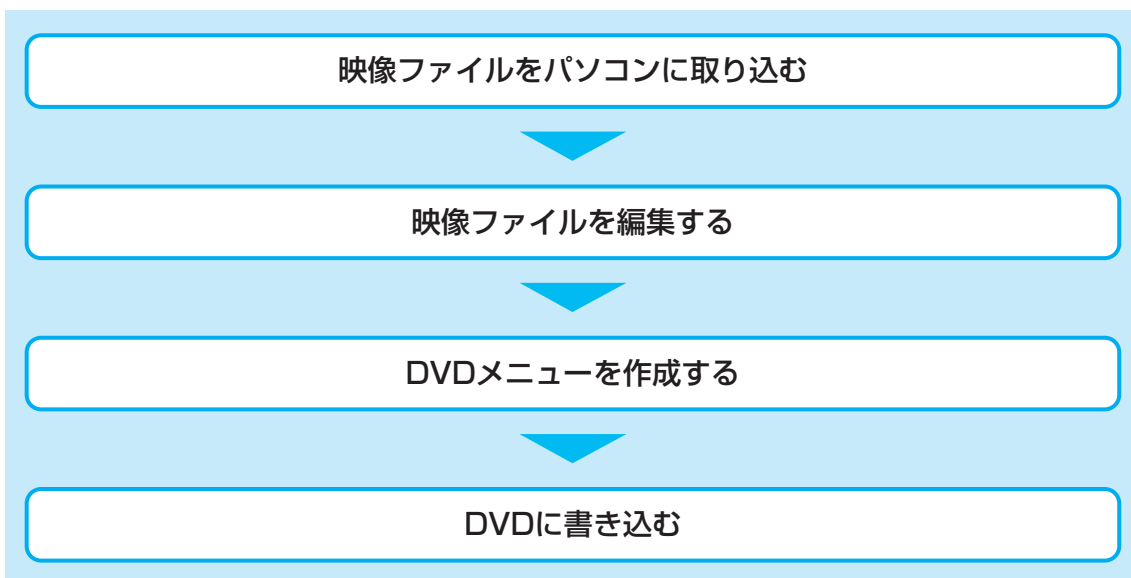 映像ファイルをパソコンに取り込む
映像ファイルを編集する
DVDメニューを作成する
DVDに書き込む